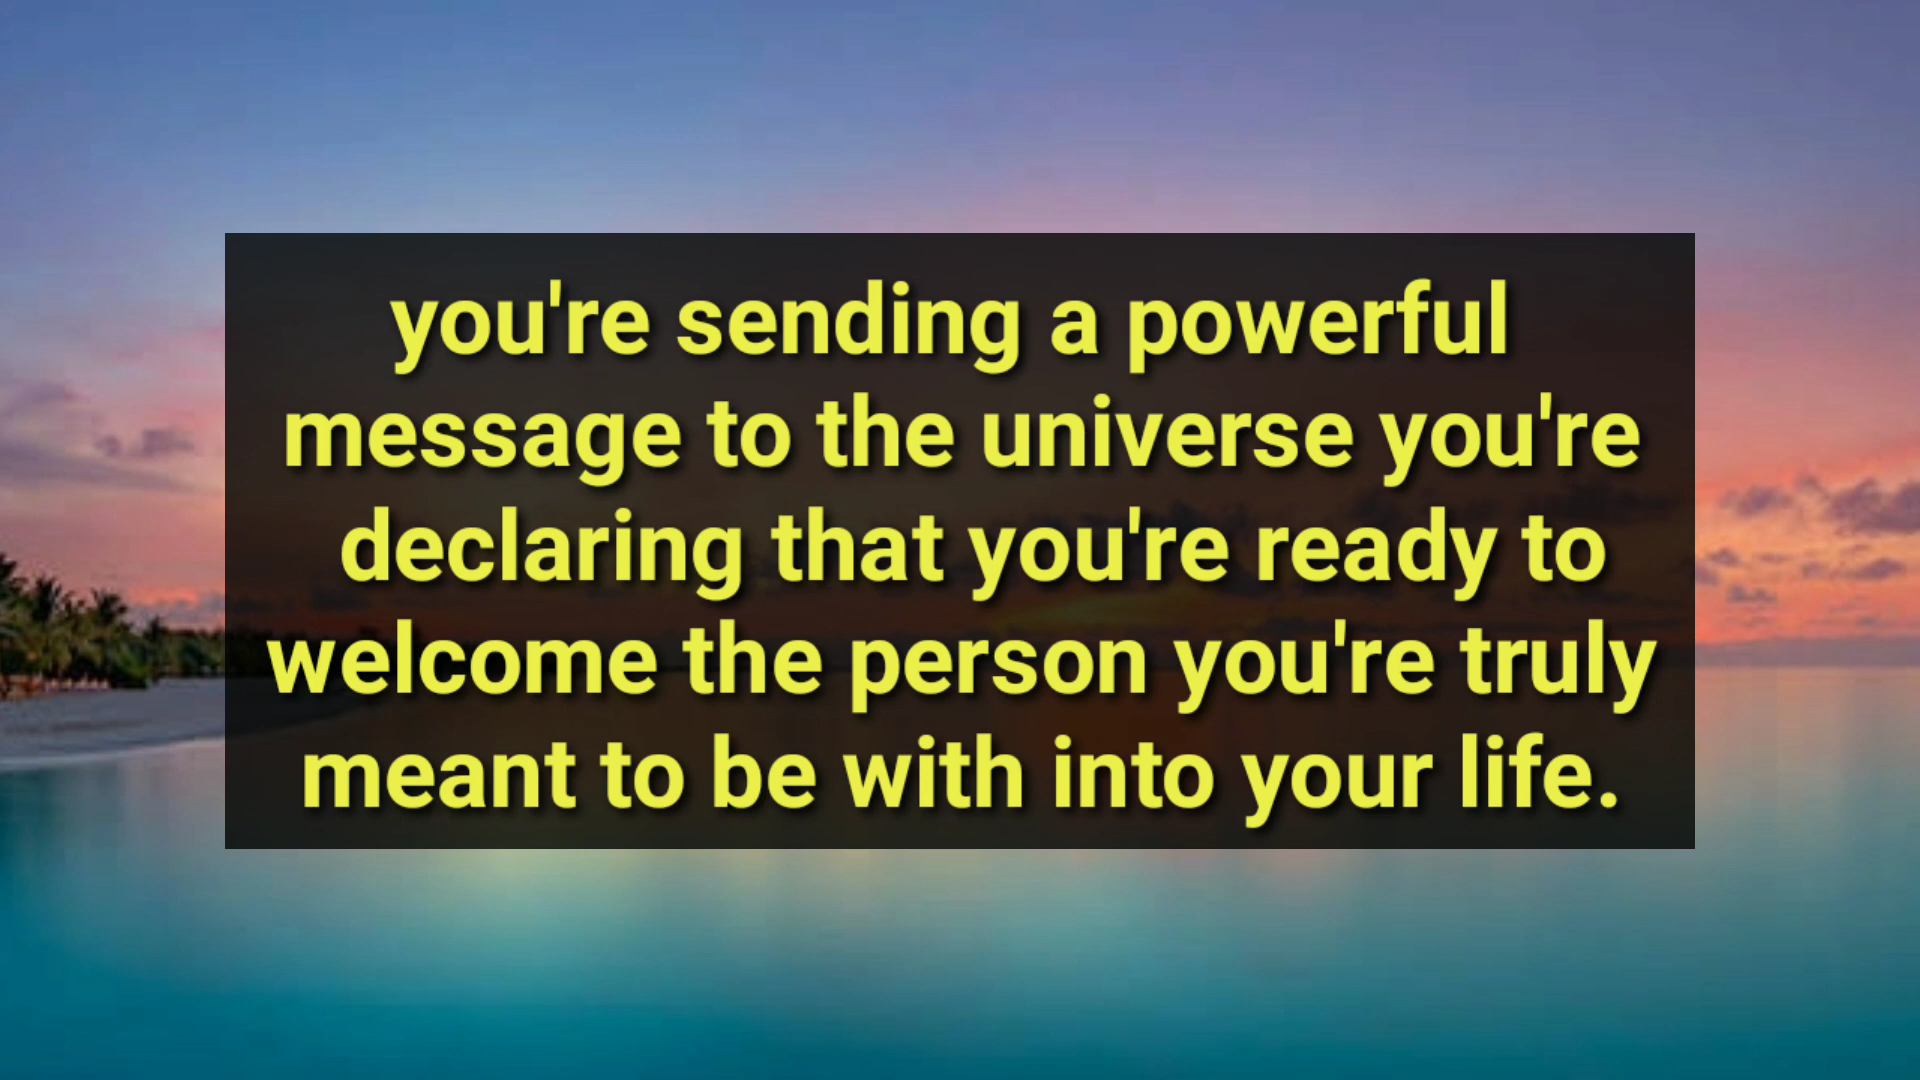 you're sending a powerful
message to the universe you're
declaring that you're ready to
welcome the person you're truly
meant to be with into your life.